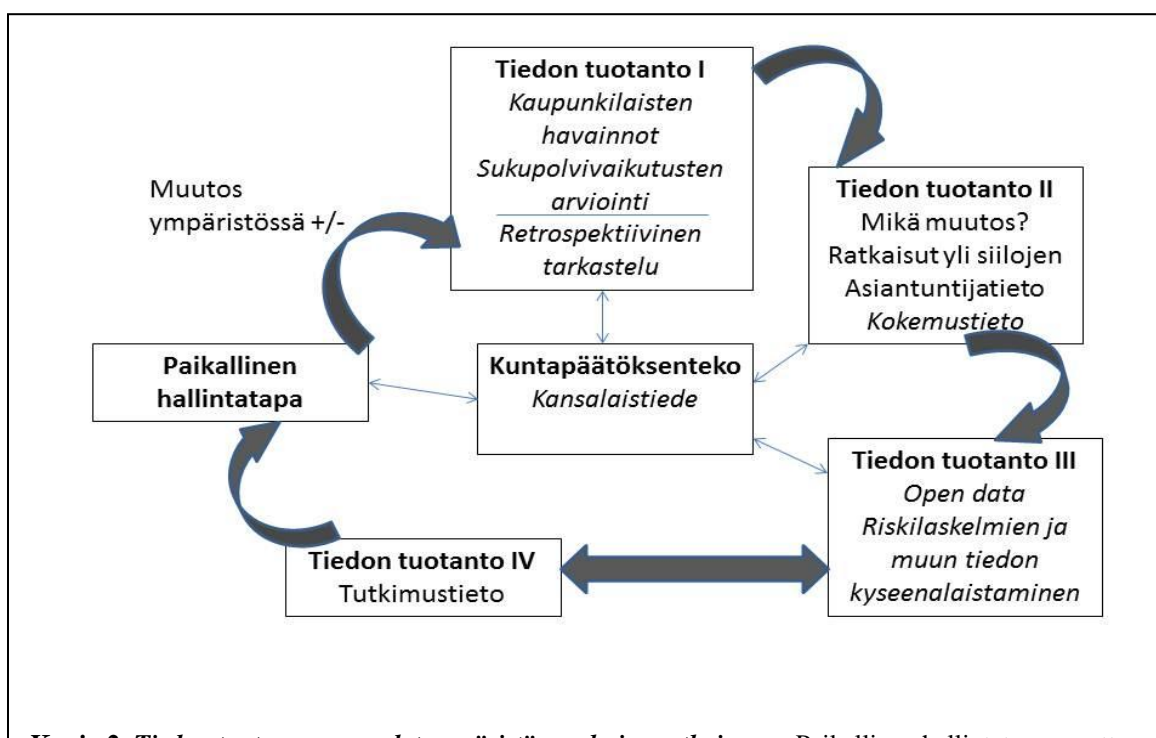 Tiedon tuotanto I
Kaupunkilaisten
havainnot
Sukupolvivaikutusten
arviointi
Retrospektiivinen
tarkastelu
Muutos
ympäristössä +/-
Tiedon tuotanto II
Mikä muutos?
Ratkaisut yli siilojen
Asiantuntijatieto
Kokemustieto
Paikallinen
hallintatapa
Kuntapäätöksenteko
Kansalaistiede
Tiedon tuotanto III
Open data
Riskilaskelmien ja
muun tiedon
kyseenalaistaminen
Tiedon tuotanto IV
Tutkimustieto